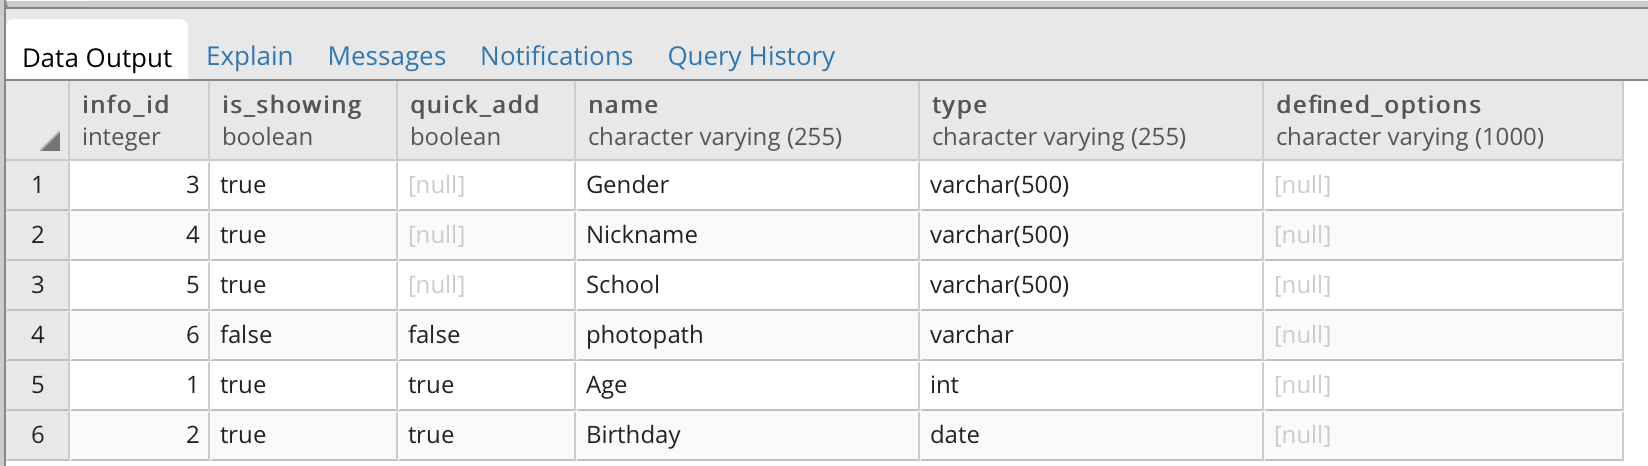 Data Output Explain Messages Notifications Query History
info_id is_showing quick_add name type defined_options
integer boolean boolean character varying (255) character varying (255) character varying (1000)
1 3 true [null] Gender varchar(500) [null]
2 4 true [null] Nickname varchar(500) [null]
3 5 true [null] School varchar(500) [null]
4 6 false false photopath varchar [null]
5 1 true true Age int [null]
6 2 true true Birthday date [null]